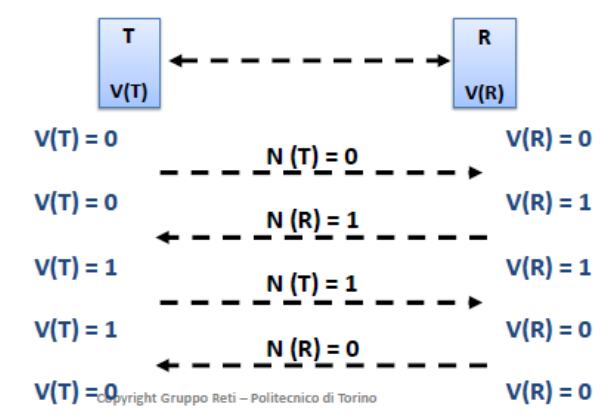 T R
V(T) V(R)
V(T) = 0 V(R) = 0
N (T) = 0
V(T) = 0 V(R) = 1
N (R) = 1
V(T) = 1 V(R) = 1
N (T) = 1
V(T) = 1 V(R) = 0
N (R) = 0
V(T) = 0 V(R) = 0
Copyright Gruppo Reti – Politecnico di Torino